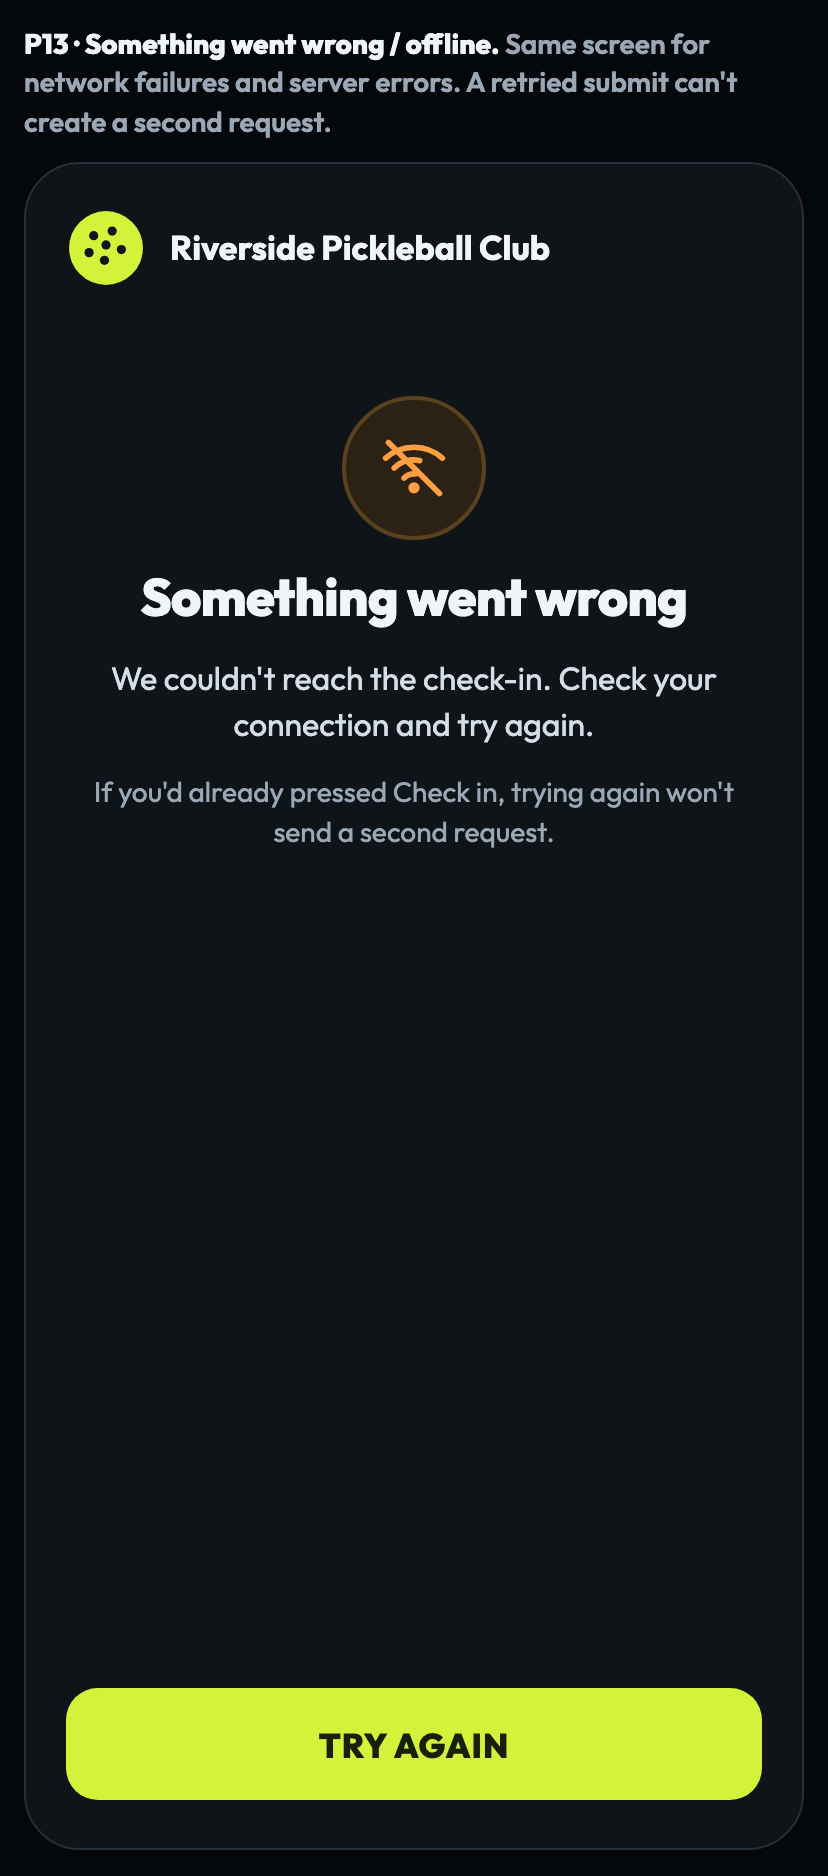 P13 · Something went wrong / offline. Same screen for
network failures and server errors. A retried submit can't
create a second request.
Riverside Pickleball Club
Something went wrong
We couldn't reach the check-in. Check your
connection and try again.
If you'd already pressed Check in, trying again won't
send a second request.
TRY AGAIN